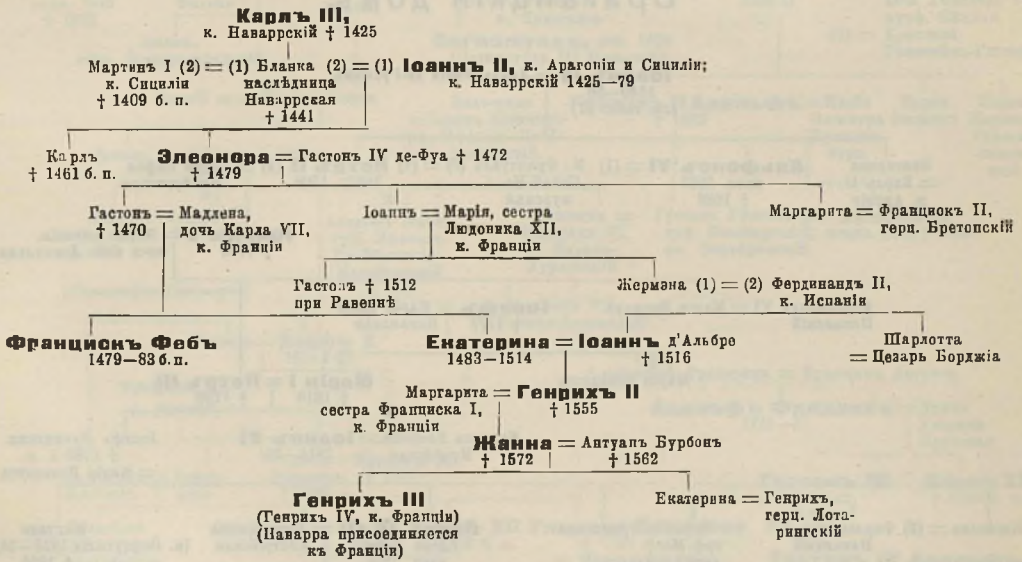 Карлъ III,
к. Наваррскій † 1425
Мартинъ I (2) = (1) Бланка (2) = (1) Іоаннъ II, к. Арагоніи и Сициліи;
к. Сициліи наслѣдница к. Наваррскій 1425–79
† 1409 б. п. Наваррская
† 1441
Карлъ Элеонора = Гастонъ IV де-Фуа † 1472
† 1461 б. п. † 1479
Гастонъ = Мадлена, Іоаннъ = Марія, сестра Маргарита = Францискъ II,
† 1470 дочь Карла VII, Людовика XII, герц. Бретонскій
к. Франціи к. Франціи
Гастонъ † 1512 Жермэна (1) = (2) Фердинандъ II,
при Равеннѣ к. Испаніи
Францискъ Фебъ Екатерина = Іоаннъ д'Альбре Шарлотта
1479–83 б. п. 1483–1514 † 1516 = Цезарь Борджіа
Маргарита = Генрихъ II
сестра Франциска I, † 1555
к. Франціи
Жанна = Антуанъ Бурбонъ
† 1572 † 1562
Генрихъ III Екатерина = Генрихъ,
(Генрихъ IV, к. Франціи) герц. Лота-
(Наварра присоединяется рингскій
къ Франціи)